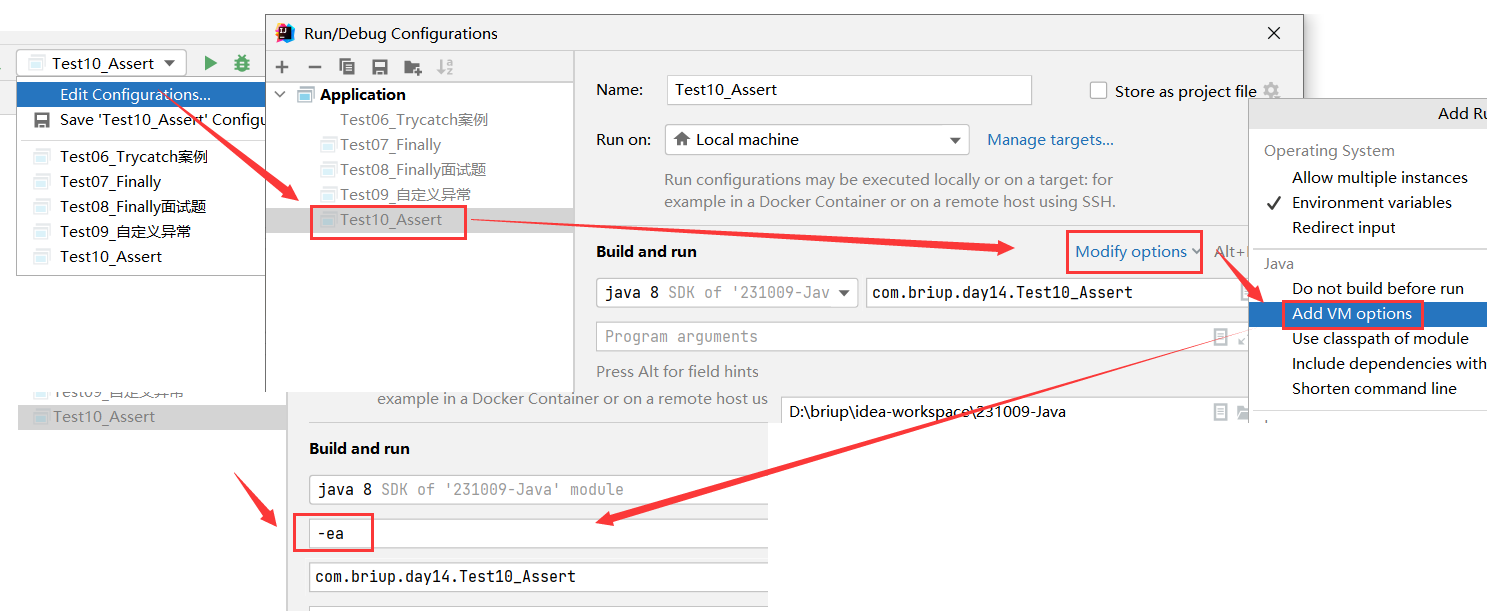 Run/Debug Configurations
Test10_Assert
Edit Configurations...
Save 'Test10_Assert' Configu
Test06_Trycatch案例
Test07_Finally
Test08_Finally面试题
Test09_自定义异常
Test10_Assert
Application
Test06_Trycatch案例
Test07_Finally
Test08_Finally面试题
Test09_自定义异常
Test10_Assert
Name:
Test10_Assert
Store as project file
Run on:
Local machine
Manage targets...
Run configurations may be executed locally or on a target: for
example in a Docker Container or on a remote host using SSH.
Build and run
Modify options
Alt+
java 8 SDK of '231009-Jav
com.briup.day14.Test10_Assert
Program arguments
Press Alt for field hints
D:\briup\idea-workspace\231009-Java
Add Ru
Operating System
Allow multiple instances
Environment variables
Redirect input
Java
Do not build before run
Add VM options
Use classpath of module
Include dependencies with
Shorten command line
Test09_自定义异常
Test10_Assert
example in a Docker Container or on a remote host us
Build and run
java 8 SDK of '231009-Java' module
-ea
com.briup.day14.Test10_Assert